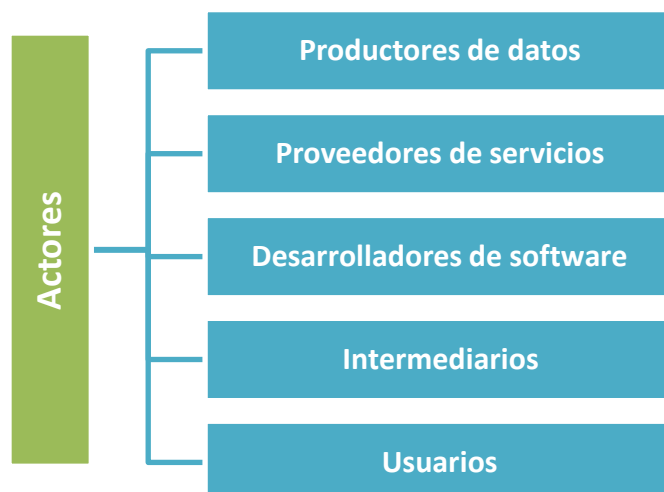 Actores
Productores de datos
Proveedores de servicios
Desarrolladores de software
Intermediarios
Usuarios